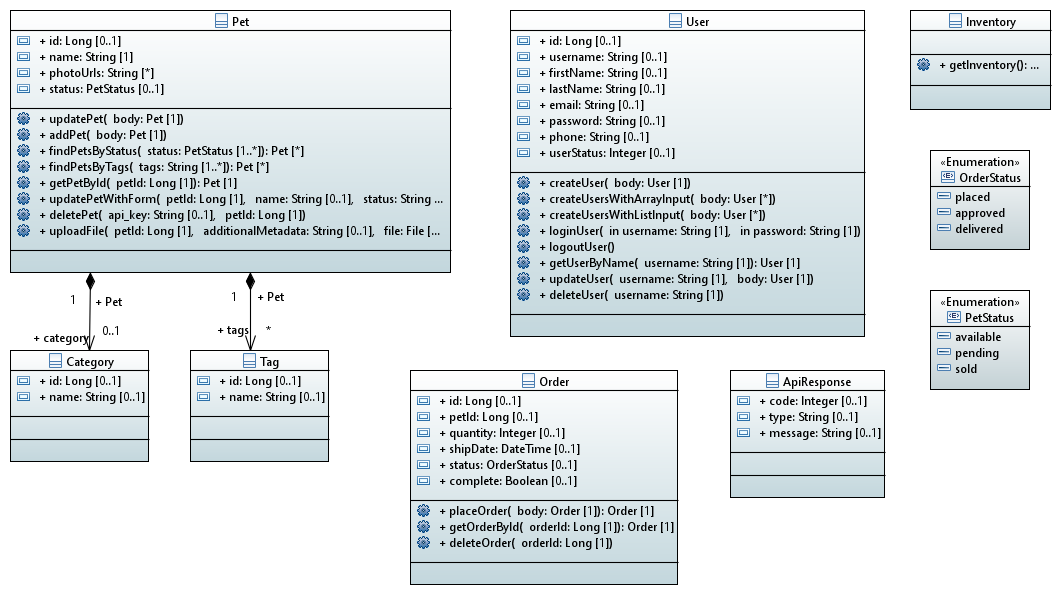 Pet
+ id: Long [0..1]
+ name: String [1]
+ photoUrls: String [*]
+ status: PetStatus [0..1]
+ updatePet(  body: Pet [1])
+ addPet(  body: Pet [1])
+ findPetsByStatus(  status: PetStatus [1..*]): Pet [*]
+ findPetsByTags(  tags: String [1..*]): Pet [*]
+ getPetById(  petId: Long [1]): Pet [1]
+ updatePetWithForm(  petId: Long [1],   name: String [0..1],   status: String ...
+ deletePet(  api_key: String [0..1],   petId: Long [1])
+ uploadFile(  petId: Long [1],   additionalMetadata: String [0..1],   file: File [...
User
+ id: Long [0..1]
+ username: String [0..1]
+ firstName: String [0..1]
+ lastName: String [0..1]
+ email: String [0..1]
+ password: String [0..1]
+ phone: String [0..1]
+ userStatus: Integer [0..1]
+ createUser(  body: User [1])
+ createUsersWithArrayInput(  body: User [*])
+ createUsersWithListInput(  body: User [*])
+ loginUser(  in username: String [1],   in password: String [1])
+ logoutUser()
+ getUserByName(  username: String [1]): User [1]
+ updateUser(  username: String [1],   body: User [1])
+ deleteUser(  username: String [1])
Inventory
+ getInventory(): ...
«Enumeration»
OrderStatus
placed
approved
delivered
«Enumeration»
PetStatus
available
pending
sold
1
+ Pet
0..1
+ category
1
+ Pet
+ tags
*
Category
+ id: Long [0..1]
+ name: String [0..1]
Tag
+ id: Long [0..1]
+ name: String [0..1]
Order
+ id: Long [0..1]
+ petId: Long [0..1]
+ quantity: Integer [0..1]
+ shipDate: DateTime [0..1]
+ status: OrderStatus [0..1]
+ complete: Boolean [0..1]
+ placeOrder(  body: Order [1]): Order [1]
+ getOrderById(  orderId: Long [1]): Order [1]
+ deleteOrder(  orderId: Long [1])
ApiResponse
+ code: Integer [0..1]
+ type: String [0..1]
+ message: String [0..1]